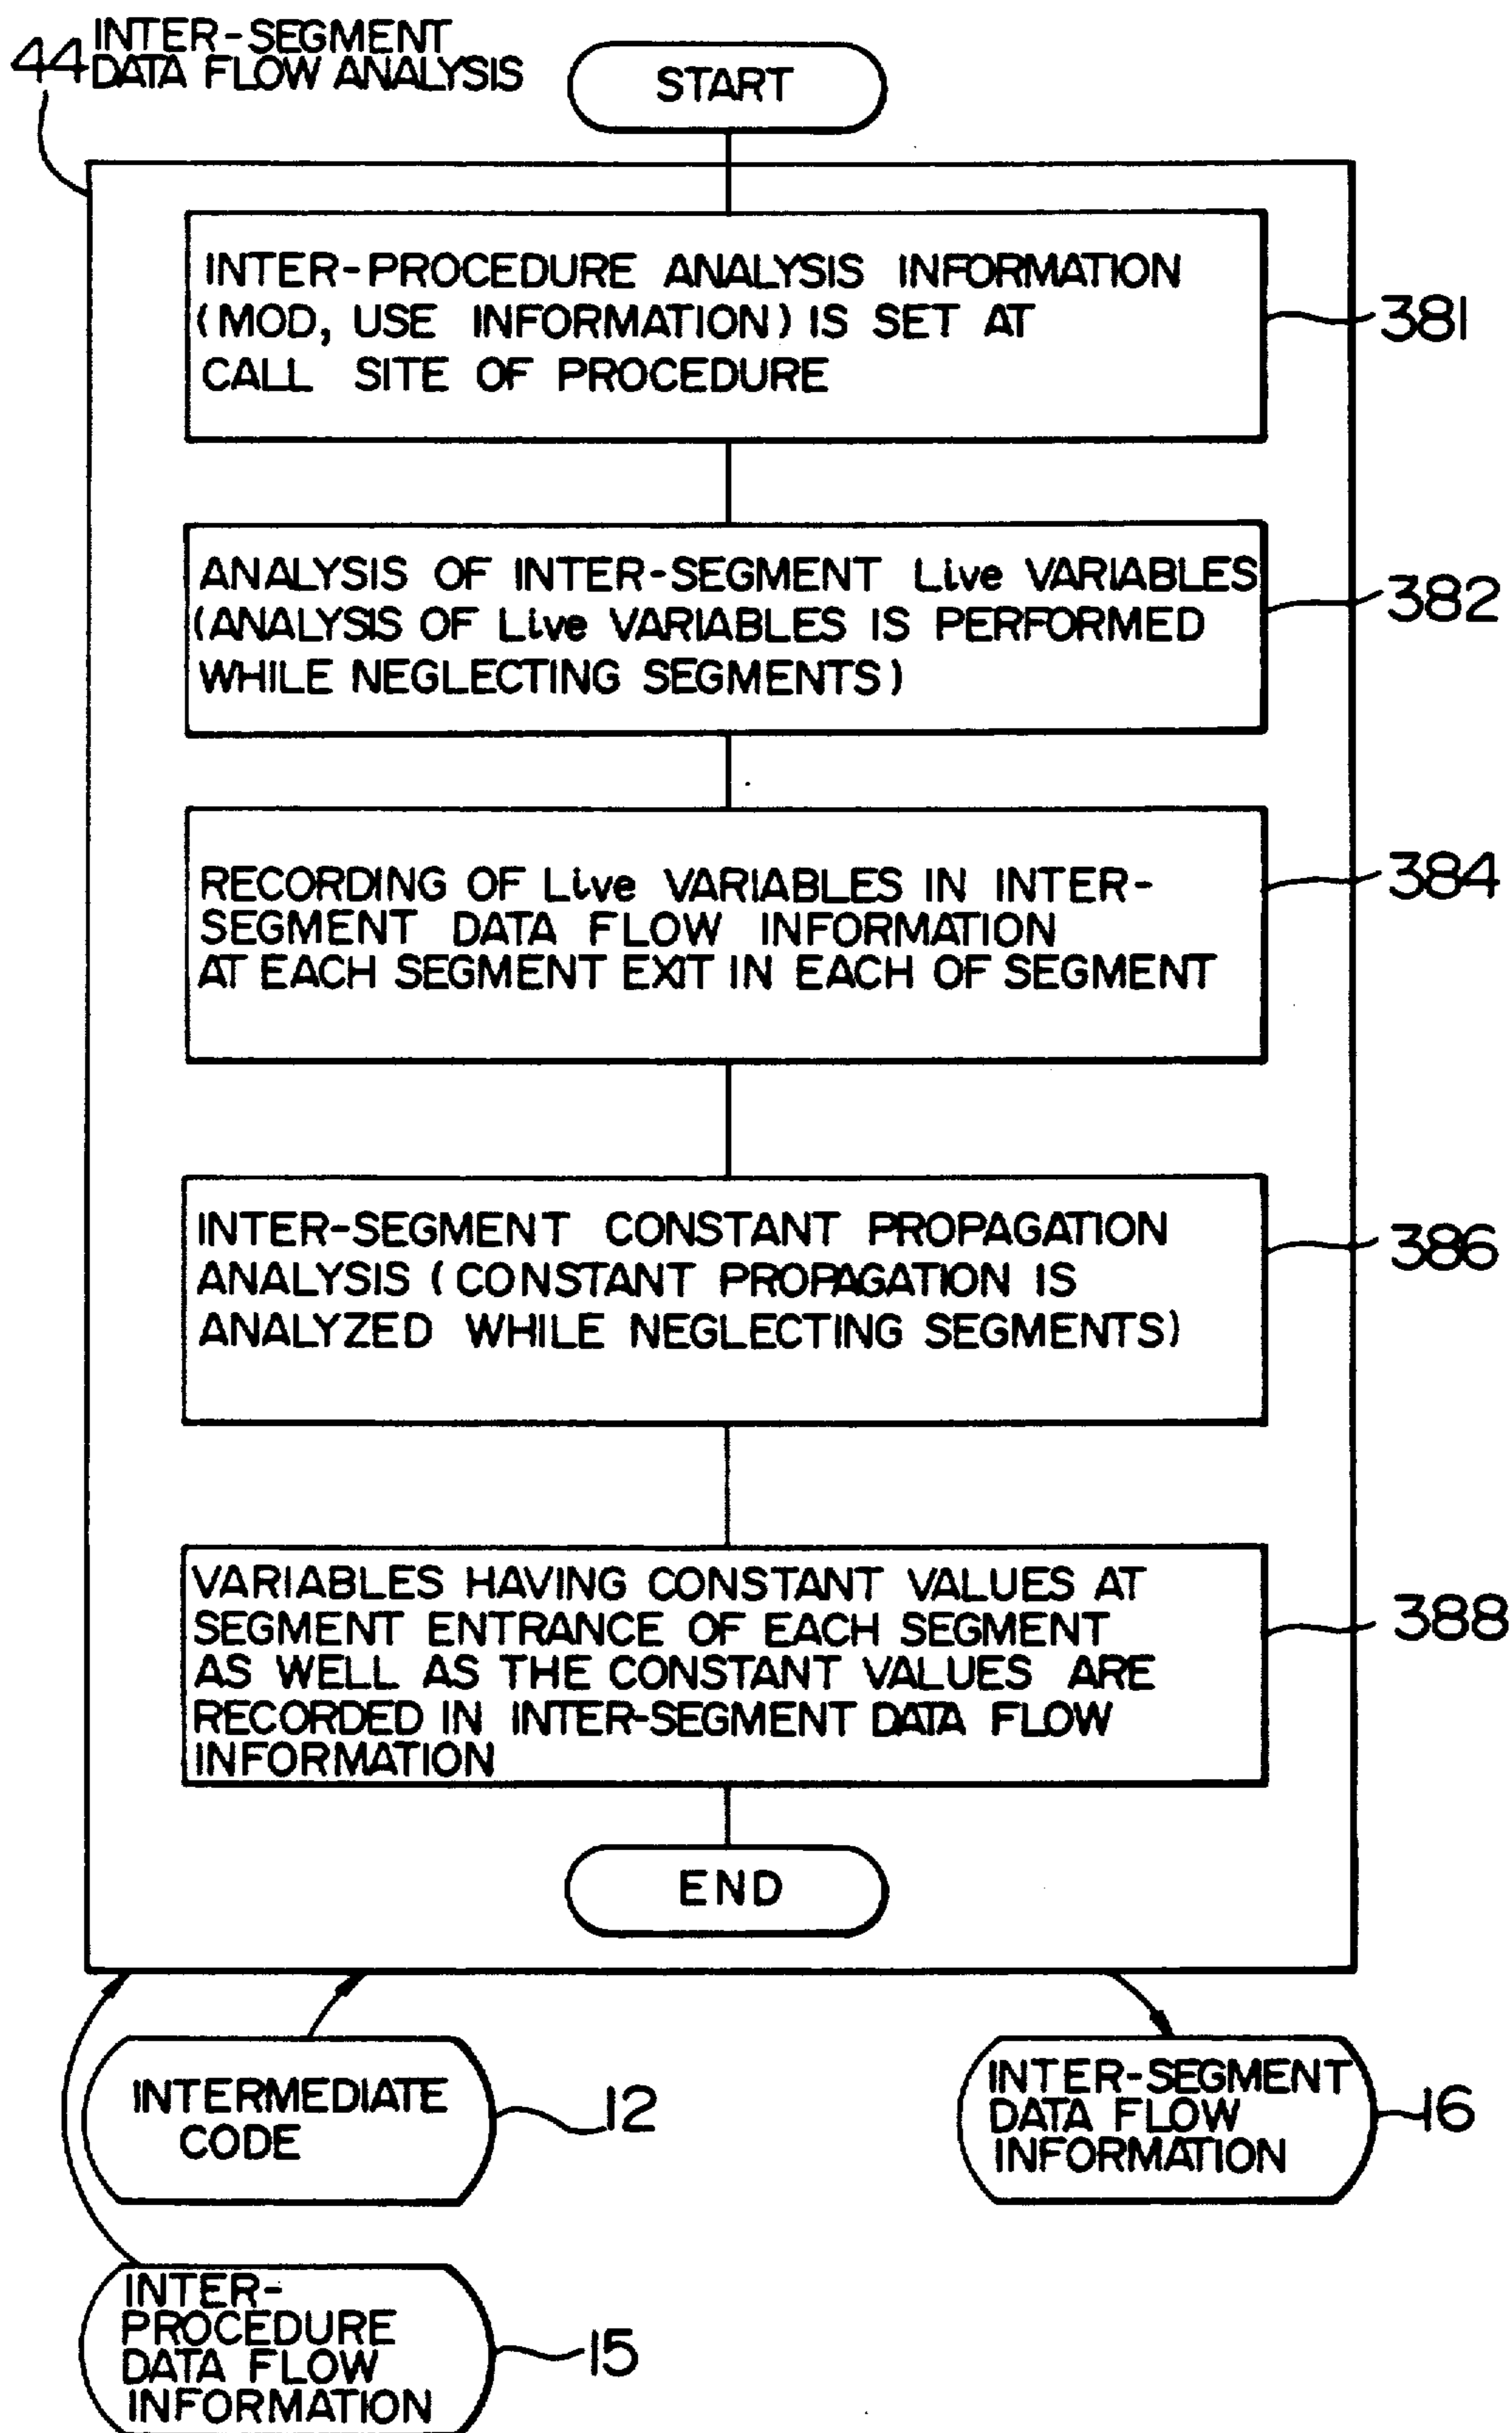 44 INTER-SEGMENT
DATA FLOW ANALYSIS
START
INTER-PROCEDURE ANALYSIS INFORMATION
(MOD, USE INFORMATION) IS SET AT
CALL SITE OF PROCEDURE
381
ANALYSIS OF INTER-SEGMENT Live VARIABLES
(ANALYSIS OF Live VARIABLES IS PERFORMED
WHILE NEGLECTING SEGMENTS)
382
RECORDING OF Live VARIABLES IN INTER-
SEGMENT DATA FLOW INFORMATION
AT EACH SEGMENT EXIT IN EACH OF SEGMENT
384
INTER-SEGMENT CONSTANT PROPAGATION
ANALYSIS (CONSTANT PROPAGATION IS
ANALYZED WHILE NEGLECTING SEGMENTS)
386
VARIABLES HAVING CONSTANT VALUES AT
SEGMENT ENTRANCE OF EACH SEGMENT
AS WELL AS THE CONSTANT VALUES ARE
RECORDED IN INTER-SEGMENT DATA FLOW
INFORMATION
388
END
INTERMEDIATE
CODE
12
INTER-SEGMENT
DATA FLOW
INFORMATION
16
INTER-
PROCEDURE
DATA FLOW
INFORMATION
15